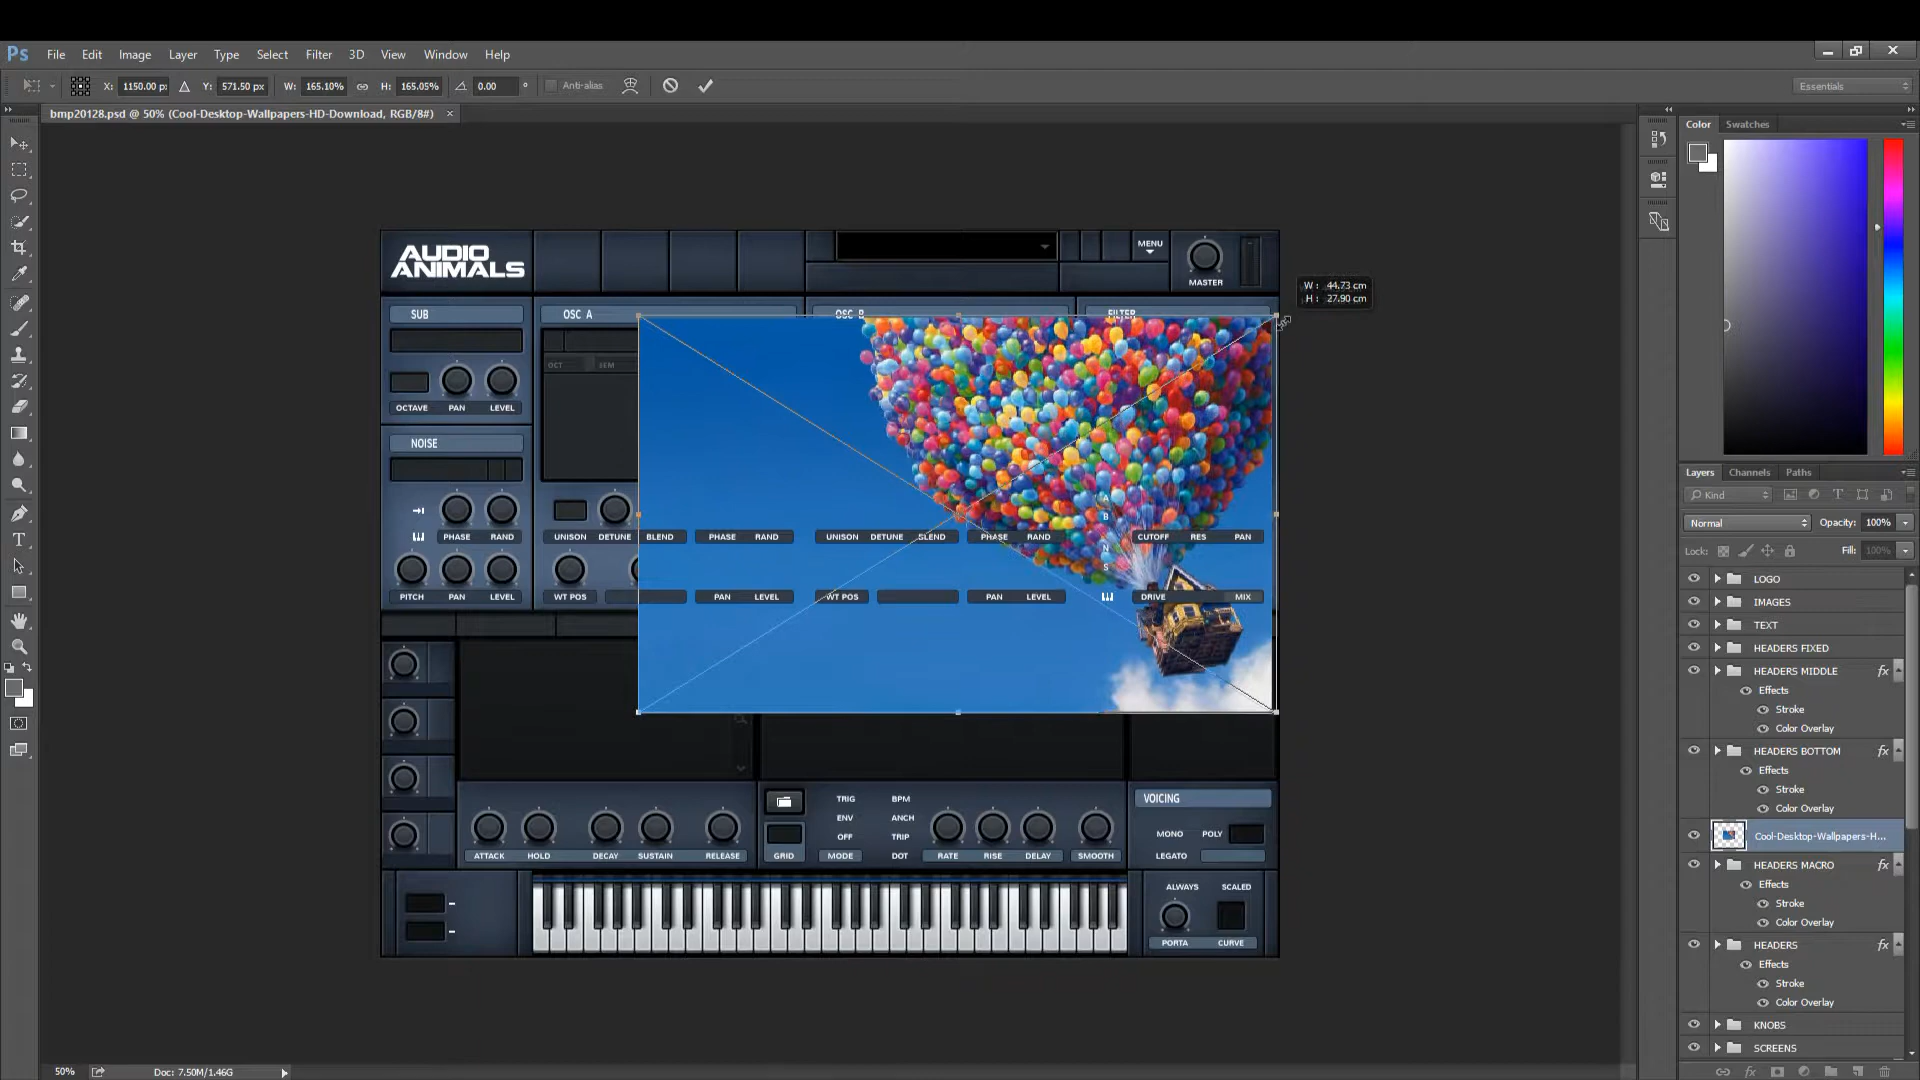 Ps File Edit Image Layer Type Select Filter 3D View Window Help
X: 1150.00 p: Y: 571.50 px W: 165.10% H: 165.05% 0.00 ° Anti-alias Essentials
bmp20128.psd @ 50% (Cool-Desktop-Wallpapers-HD-Download, RGB/8#) ×
Color Swatches
AUDIO
ANIMALS
MENU
MASTER
W : 44.73 cm
H : 27.90 cm
SUB OSC A OSC B FILTER
OCT SEM
OCTAVE PAN LEVEL
NOISE
A
B
N
S
PHASE RAND UNISON DETUNE BLEND PHASE RAND UNISON DETUNE BLEND PHASE RAND CUTOFF RES PAN
PITCH PAN LEVEL WT POS PAN LEVEL WT POS PAN LEVEL DRIVE MIX
TRIG BPM VOICING
ENV ANCH
OFF TRIP MONO POLY
ATTACK HOLD DECAY SUSTAIN RELEASE GRID MODE DOT RATE RISE DELAY SMOOTH LEGATO
ALWAYS SCALED
PORTA CURVE
Layers Channels Paths
Kind
Normal Opacity: 100%
Lock: Fill: 100%
LOGO
IMAGES
TEXT
HEADERS FIXED
HEADERS MIDDLE fx
Effects
Stroke
Color Overlay
HEADERS BOTTOM fx
Effects
Stroke
Color Overlay
Cool-Desktop-Wallpapers-H...
HEADERS MACRO fx
Effects
Stroke
Color Overlay
HEADERS fx
Effects
Stroke
Color Overlay
KNOBS
SCREENS
fx
50% Doc: 7.50M/1.46G